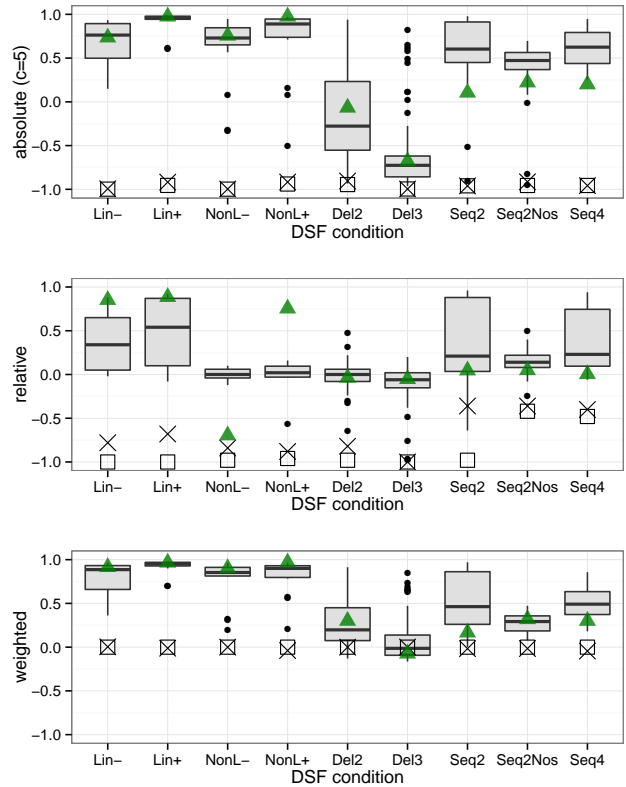 absolute (c=5)
1.0
0.5
0.0
−0.5
−1.0
Lin− Lin+ NonL− NonL+ Del2 Del3 Seq2 Seq2Nos Seq4
DSF condition
relative
1.0
0.5
0.0
−0.5
−1.0
Lin− Lin+ NonL− NonL+ Del2 Del3 Seq2 Seq2Nos Seq4
DSF condition
weighted
1.0
0.5
0.0
−0.5
−1.0
Lin− Lin+ NonL− NonL+ Del2 Del3 Seq2 Seq2Nos Seq4
DSF condition